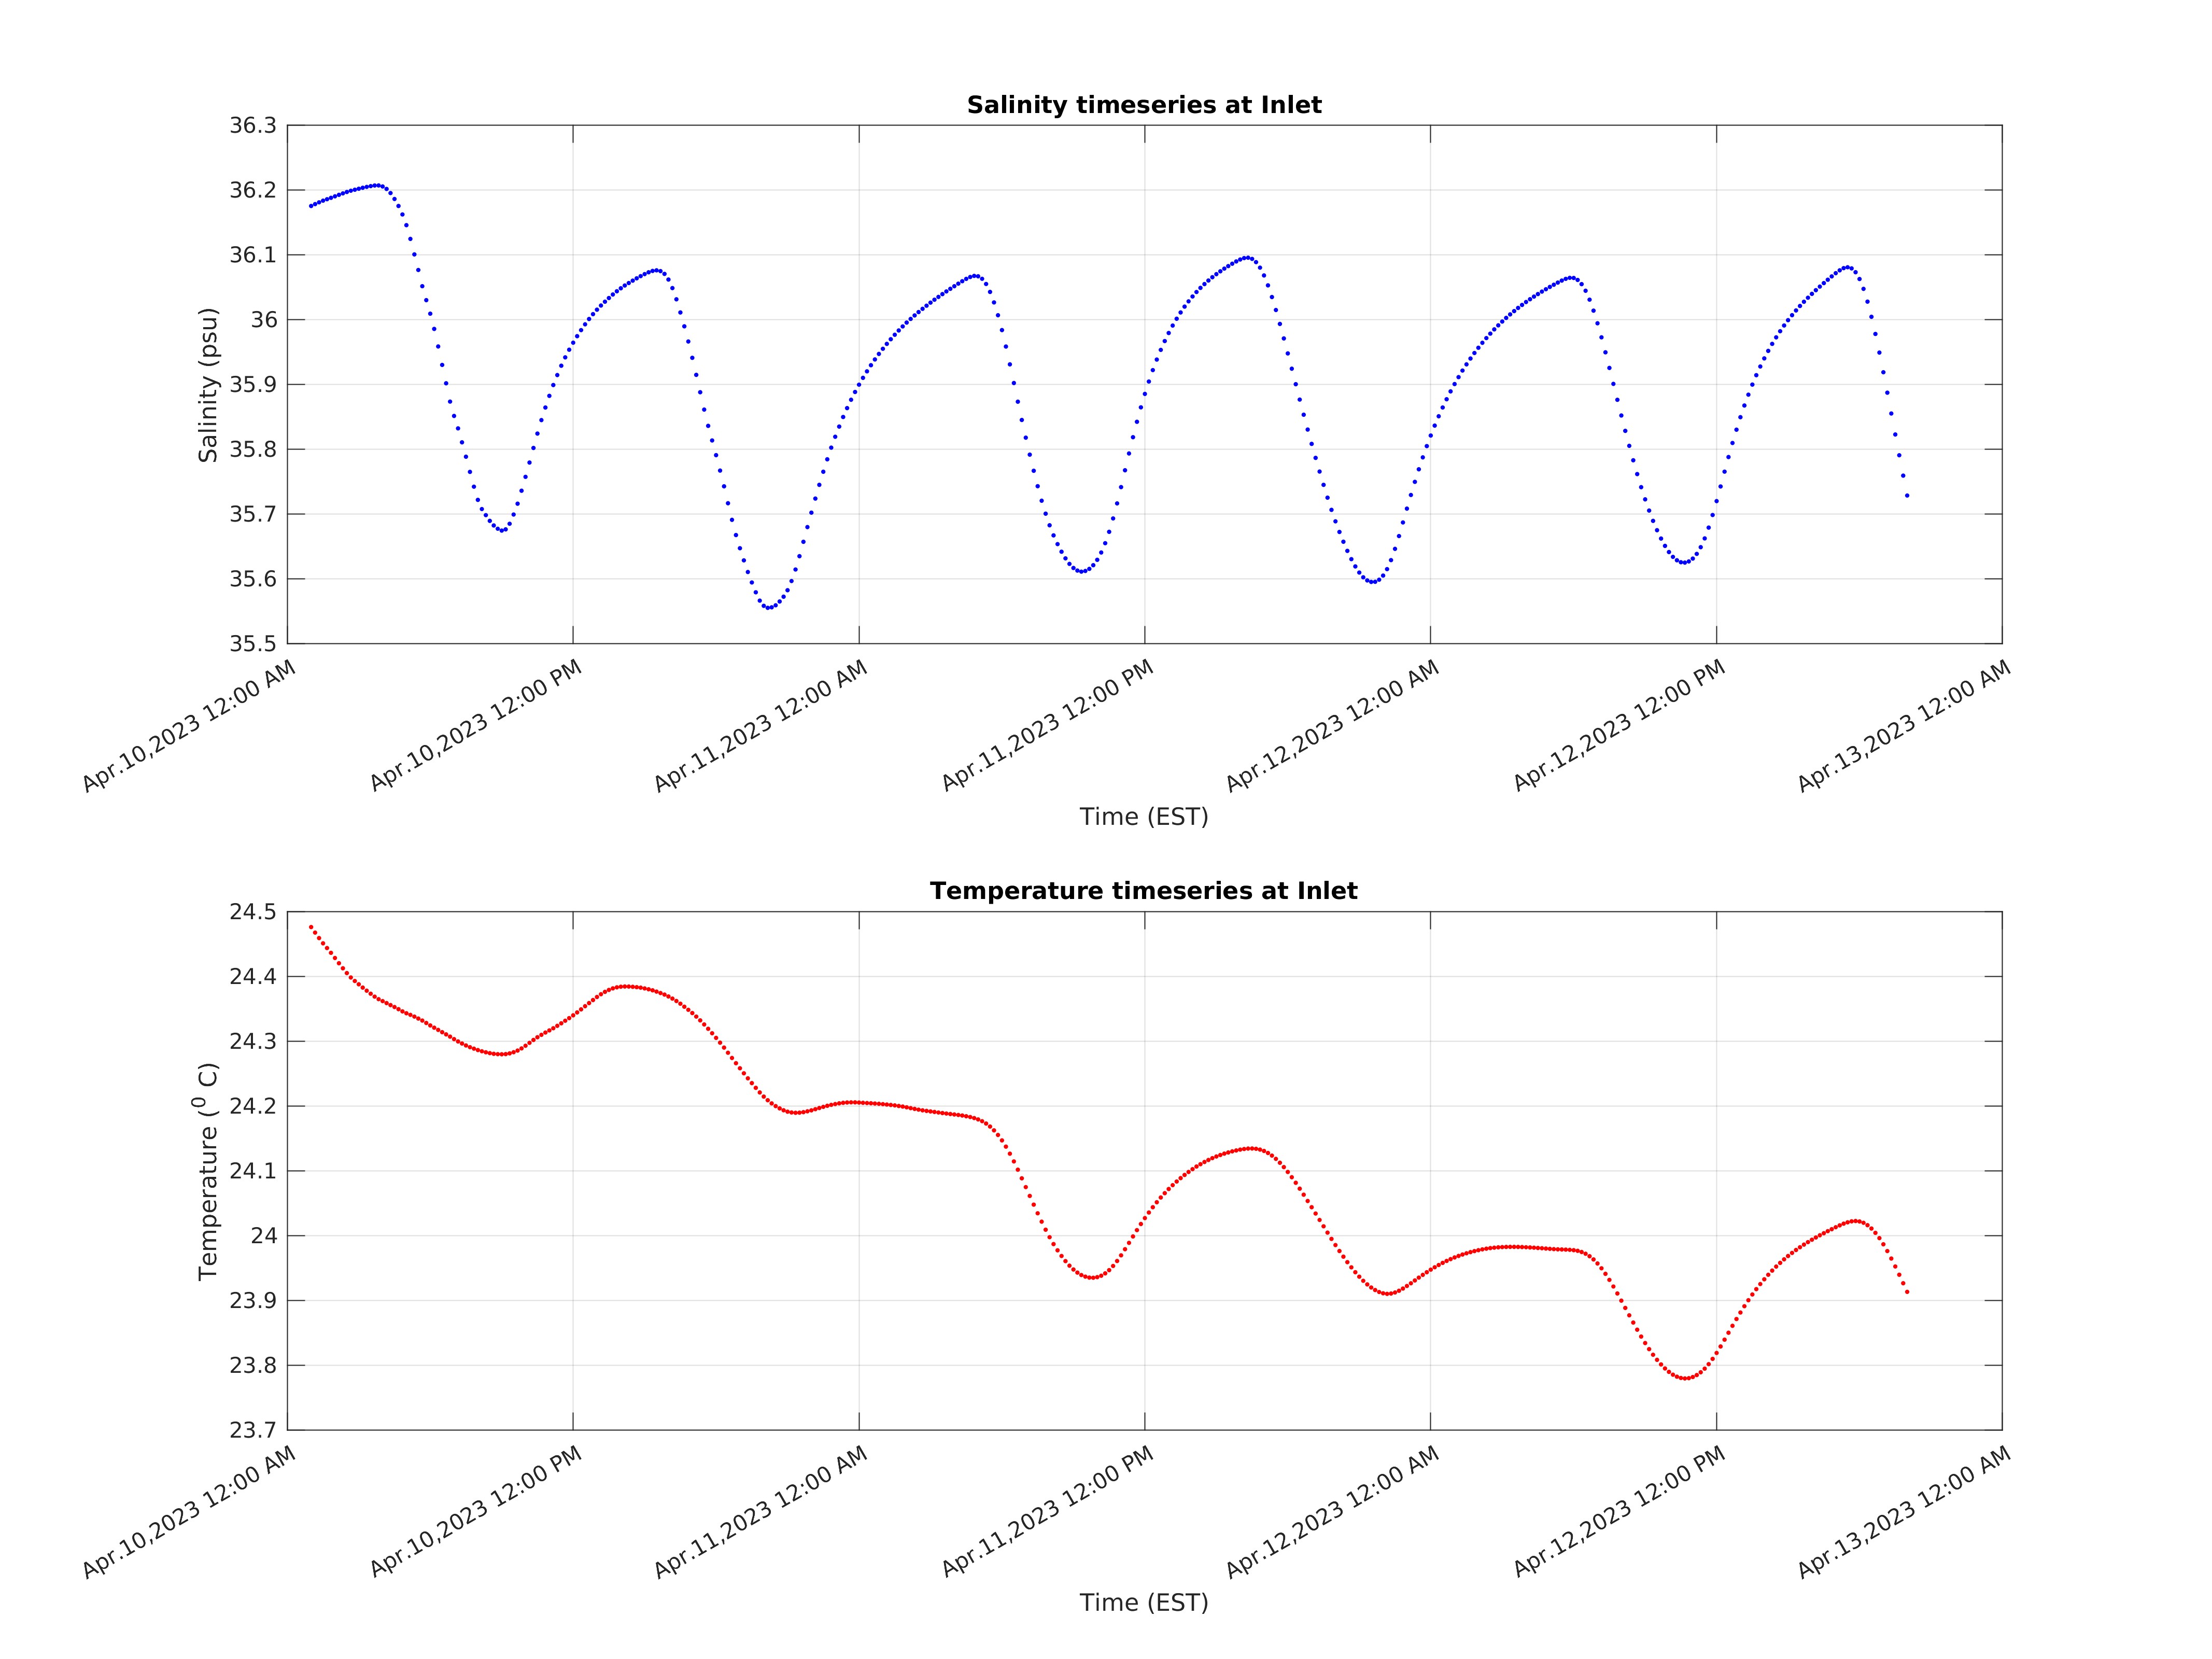 Salinity timeseries at Inlet
36.3
36.2
36.1
36
35.9
35.8
35.7
35.6
35.5
Salinity (psu)
Apr.10,2023 12:00 AM
Apr.10,2023 12:00 PM
Apr.11,2023 12:00 AM
Apr.11,2023 12:00 PM
Apr.12,2023 12:00 AM
Apr.12,2023 12:00 PM
Apr.13,2023 12:00 AM
Time (EST)
Temperature timeseries at Inlet
24.5
24.4
24.3
24.2
24.1
24
23.9
23.8
23.7
Temperature (⁰ C)
Apr.10,2023 12:00 AM
Apr.10,2023 12:00 PM
Apr.11,2023 12:00 AM
Apr.11,2023 12:00 PM
Apr.12,2023 12:00 AM
Apr.12,2023 12:00 PM
Apr.13,2023 12:00 AM
Time (EST)